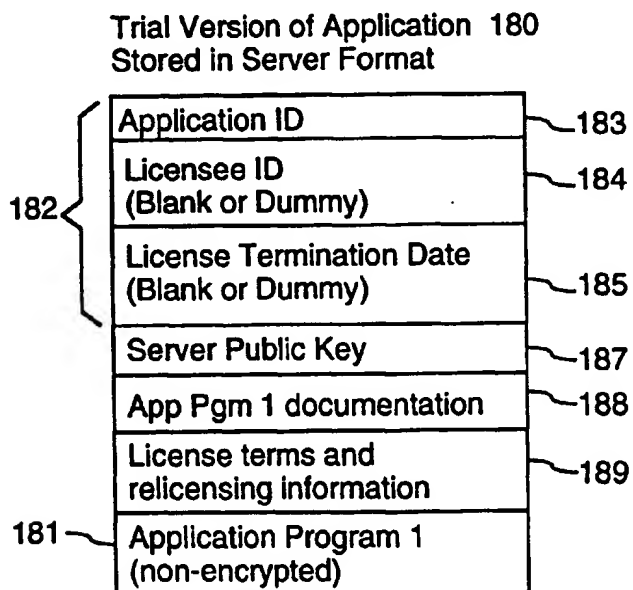 Trial Version of Application 180
Stored in Server Format
Application ID
183
Licensee ID
(Blank or Dummy)
184
182
License Termination Date
(Blank or Dummy)
185
Server Public Key
187
App Pgm 1 documentation
188
License terms and
relicensing information
189
181
Application Program 1
(non-encrypted)